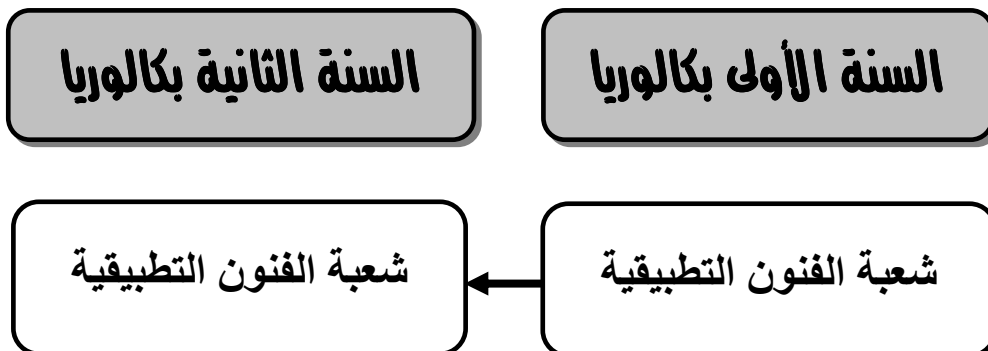 السنة الأولى بكالوريا
السنة الثانية بكالوريا
شعبة الفنون التطبيقية
شعبة الفنون التطبيقية